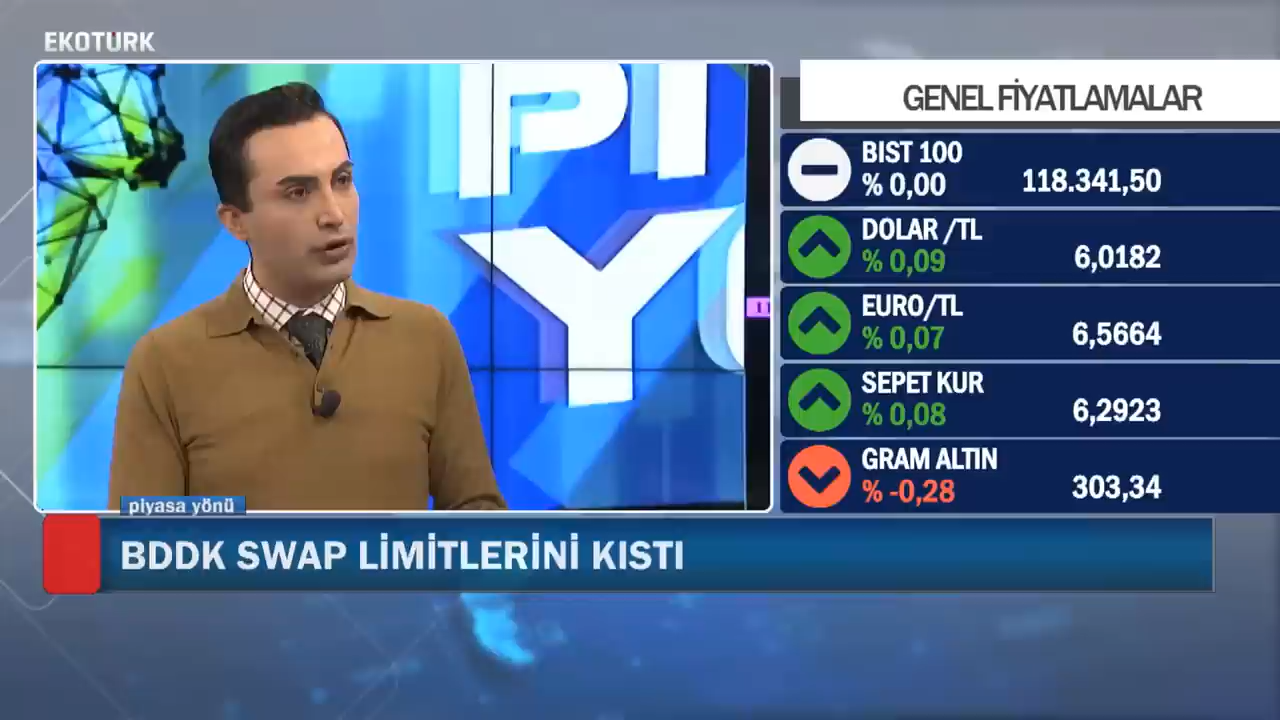 EKOTÜRK
PI
Y
GENEL FİYATLAMALAR
BIST 100
% 0,00
118.341,50
DOLAR /TL
% 0,09
6,0182
EURO/TL
% 0,07
6,5664
SEPET KUR
% 0,08
6,2923
GRAM ALTIN
% -0,28
303,34
piyasa yönü
BDDK SWAP LİMİTLERİNİ KISTI